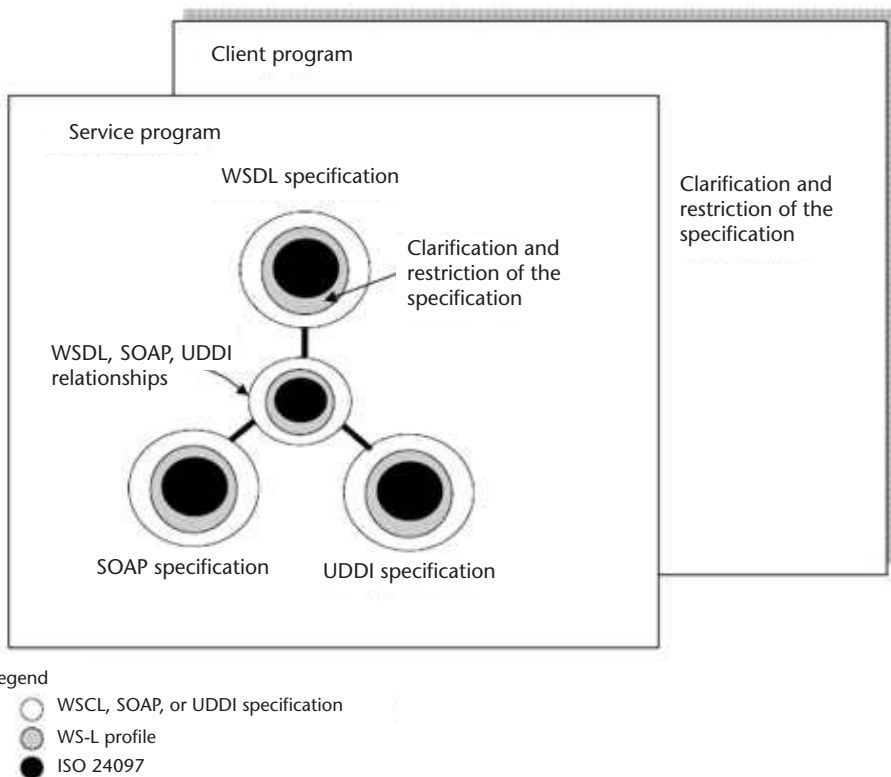 Client program
Service program
WSDL specification
Clarification and
restriction of the
specification
Clarification and
restriction of the
specification
WSDL, SOAP, UDDI
relationships
SOAP specification
UDDI specification
egend
WSCL, SOAP, or UDDI specification
WS-L profile
ISO 24097